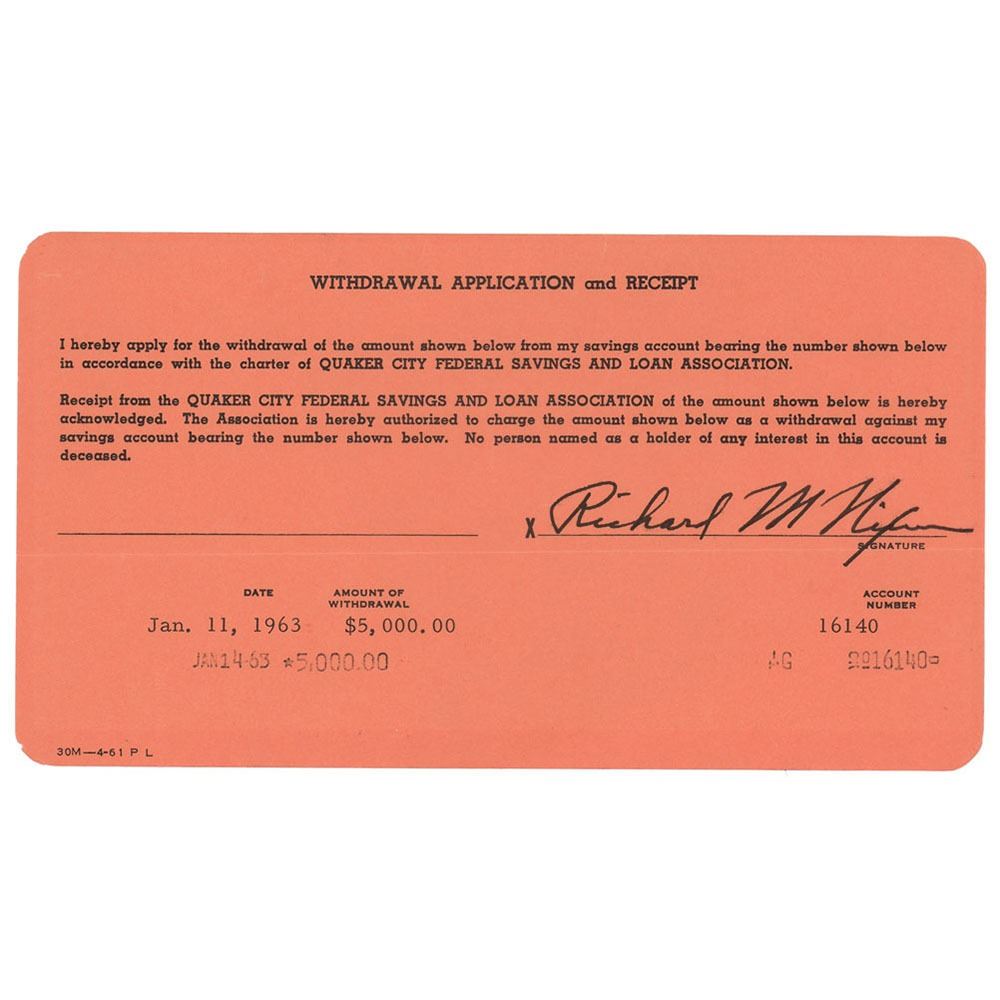 WITHDRAWAL APPLICATION and RECEIPT
I hereby apply for the withdrawal of the amount shown below from my savings account bearing the number shown below
in accordance with the charter of QUAKER CITY FEDERAL SAVINGS AND LOAN ASSOCIATION.
Receipt from the QUAKER CITY FEDERAL SAVINGS AND LOAN ASSOCIATION of the amount shown below is hereby
acknowledged. The Association is hereby authorized to charge the amount shown below as a withdrawal against my
savings account bearing the number shown below. No person named as a holder of any interest in this account is
deceased.
X Richard M Nixon
SIGNATURE
DATE AMOUNT OF WITHDRAWAL ACCOUNT NUMBER
Jan. 11, 1963 $5,000.00 16140
JAN 14-63 *5,000.00 AG
30M—4-61 P L